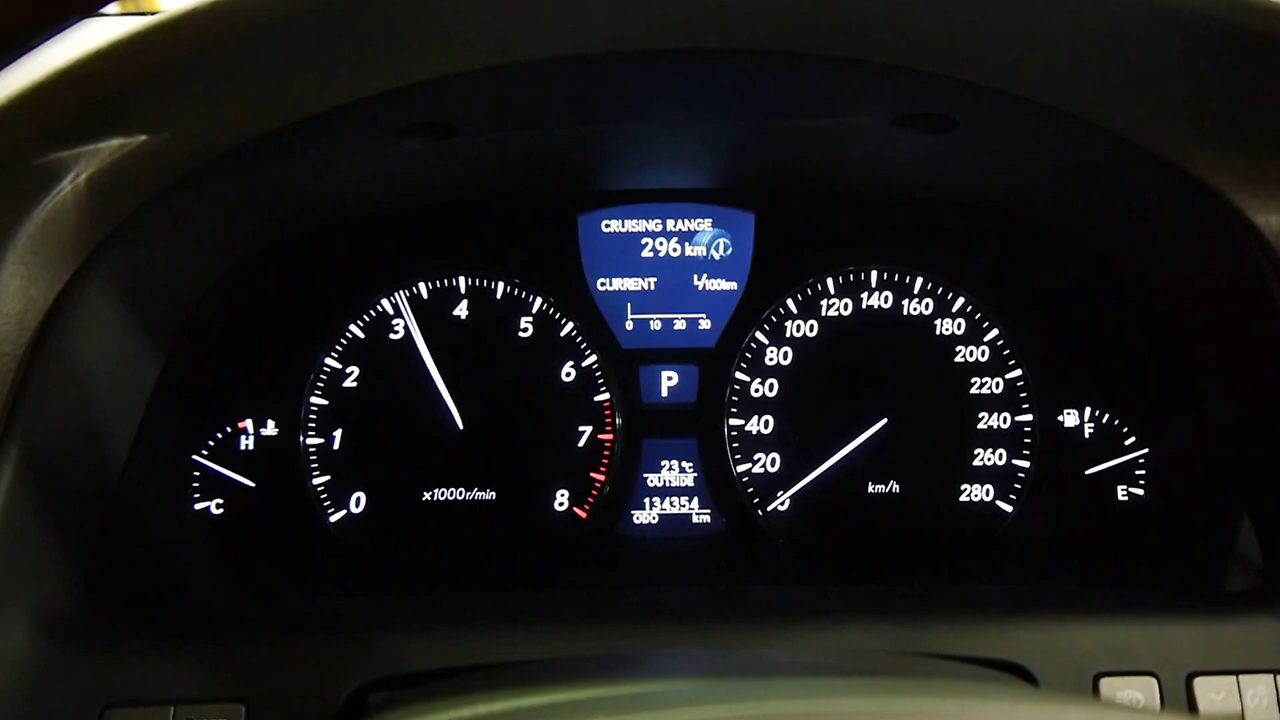 CRUISING RANGE
296 km
CURRENT L/100km
0 10 20 30
0 1 2 3 4 5 6 7 8
x1000r/min
P
23°C
OUTSIDE
134354
ODO km
0 20 40 60 80 100 120 140 160 180 200 220 240 260 280
km/h
H
C
F
E